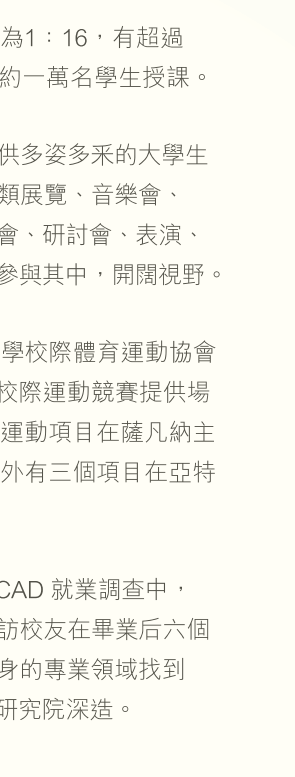 為1：16，有超過
約一萬名學生授課。
供多姿多釆的大學生
類展覽、音樂會、
會、研討會、表演、
參與其中，開闊視野。
學校際體育運動協會
校際運動競賽提供場
運動項目在薩凡納主
外有三個項目在亞特
CAD 就業調查中，
訪校友在畢業后六個
身的專業領域找到
研究院深造。